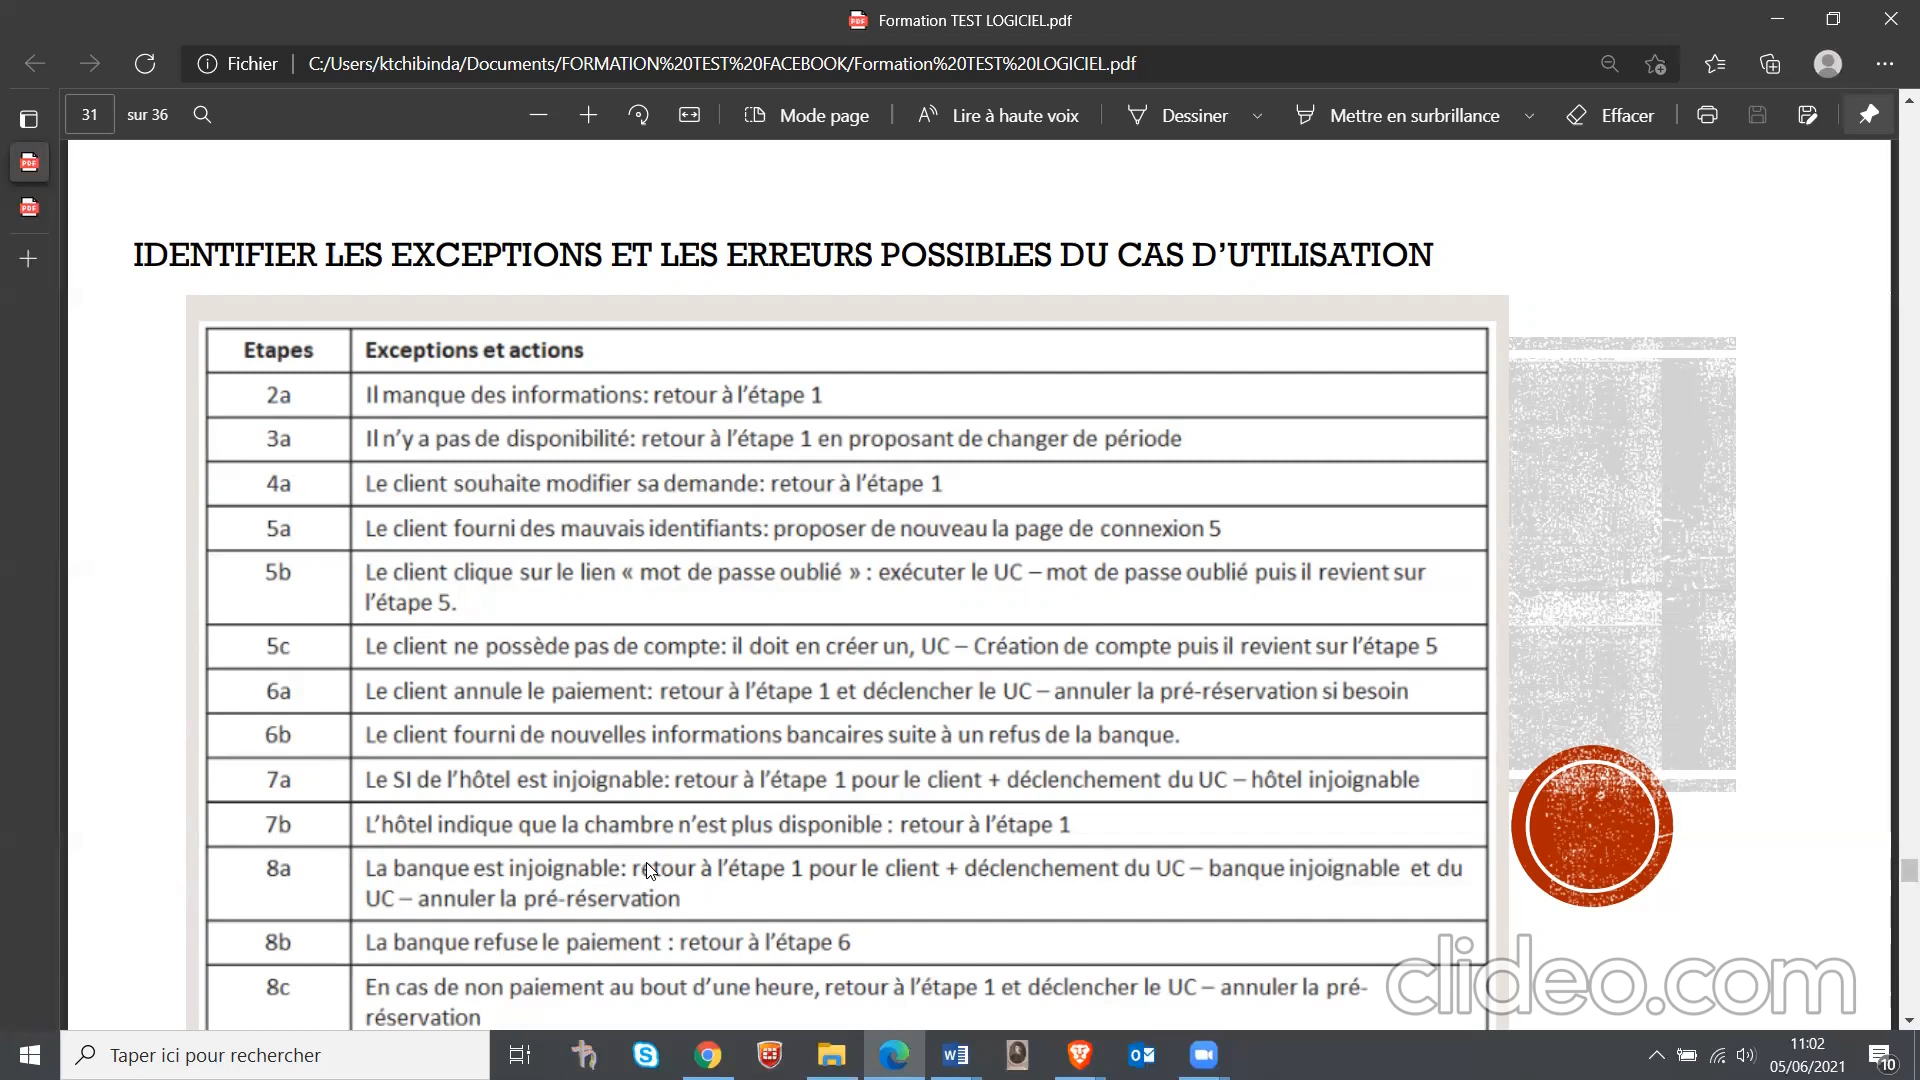 Formation TEST LOGICIEL.pdf
Fichier
C:/Users/ktchibinda/Documents/FORMATION%20TEST%20FACEBOOK/Formation%20TEST%20LOGICIEL.pdf
31 sur 36
Mode page
Lire à haute voix
Dessiner
Mettre en surbrillance
Effacer
IDENTIFIER LES EXCEPTIONS ET LES ERREURS POSSIBLES DU CAS D'UTILISATION
Etapes Exceptions et actions
2a Il manque des informations: retour à l'étape 1
3a Il n'y a pas de disponibilité: retour à l'étape 1 en proposant de changer de période
4a Le client souhaite modifier sa demande: retour à l'étape 1
5a Le client fourni des mauvais identifiants: proposer de nouveau la page de connexion 5
5b Le client clique sur le lien « mot de passe oublié » : exécuter le UC – mot de passe oublié puis il revient sur
l'étape 5.
5c Le client ne possède pas de compte: il doit en créer un, UC – Création de compte puis il revient sur l'étape 5
6a Le client annule le paiement: retour à l'étape 1 et déclencher le UC – annuler la pré-réservation si besoin
6b Le client fourni de nouvelles informations bancaires suite à un refus de la banque.
7a Le SI de l'hôtel est injoignable: retour à l'étape 1 pour le client + déclenchement du UC – hôtel injoignable
7b L'hôtel indique que la chambre n'est plus disponible : retour à l'étape 1
8a La banque est injoignable: retour à l'étape 1 pour le client + déclenchement du UC – banque injoignable et du
UC – annuler la pré-réservation
8b La banque refuse le paiement : retour à l'étape 6
8c En cas de non paiement au bout d'une heure, retour à l'étape 1 et déclencher le UC – annuler la pré-
réservation
clideo.com
Taper ici pour rechercher
11:02
05/06/2021
10